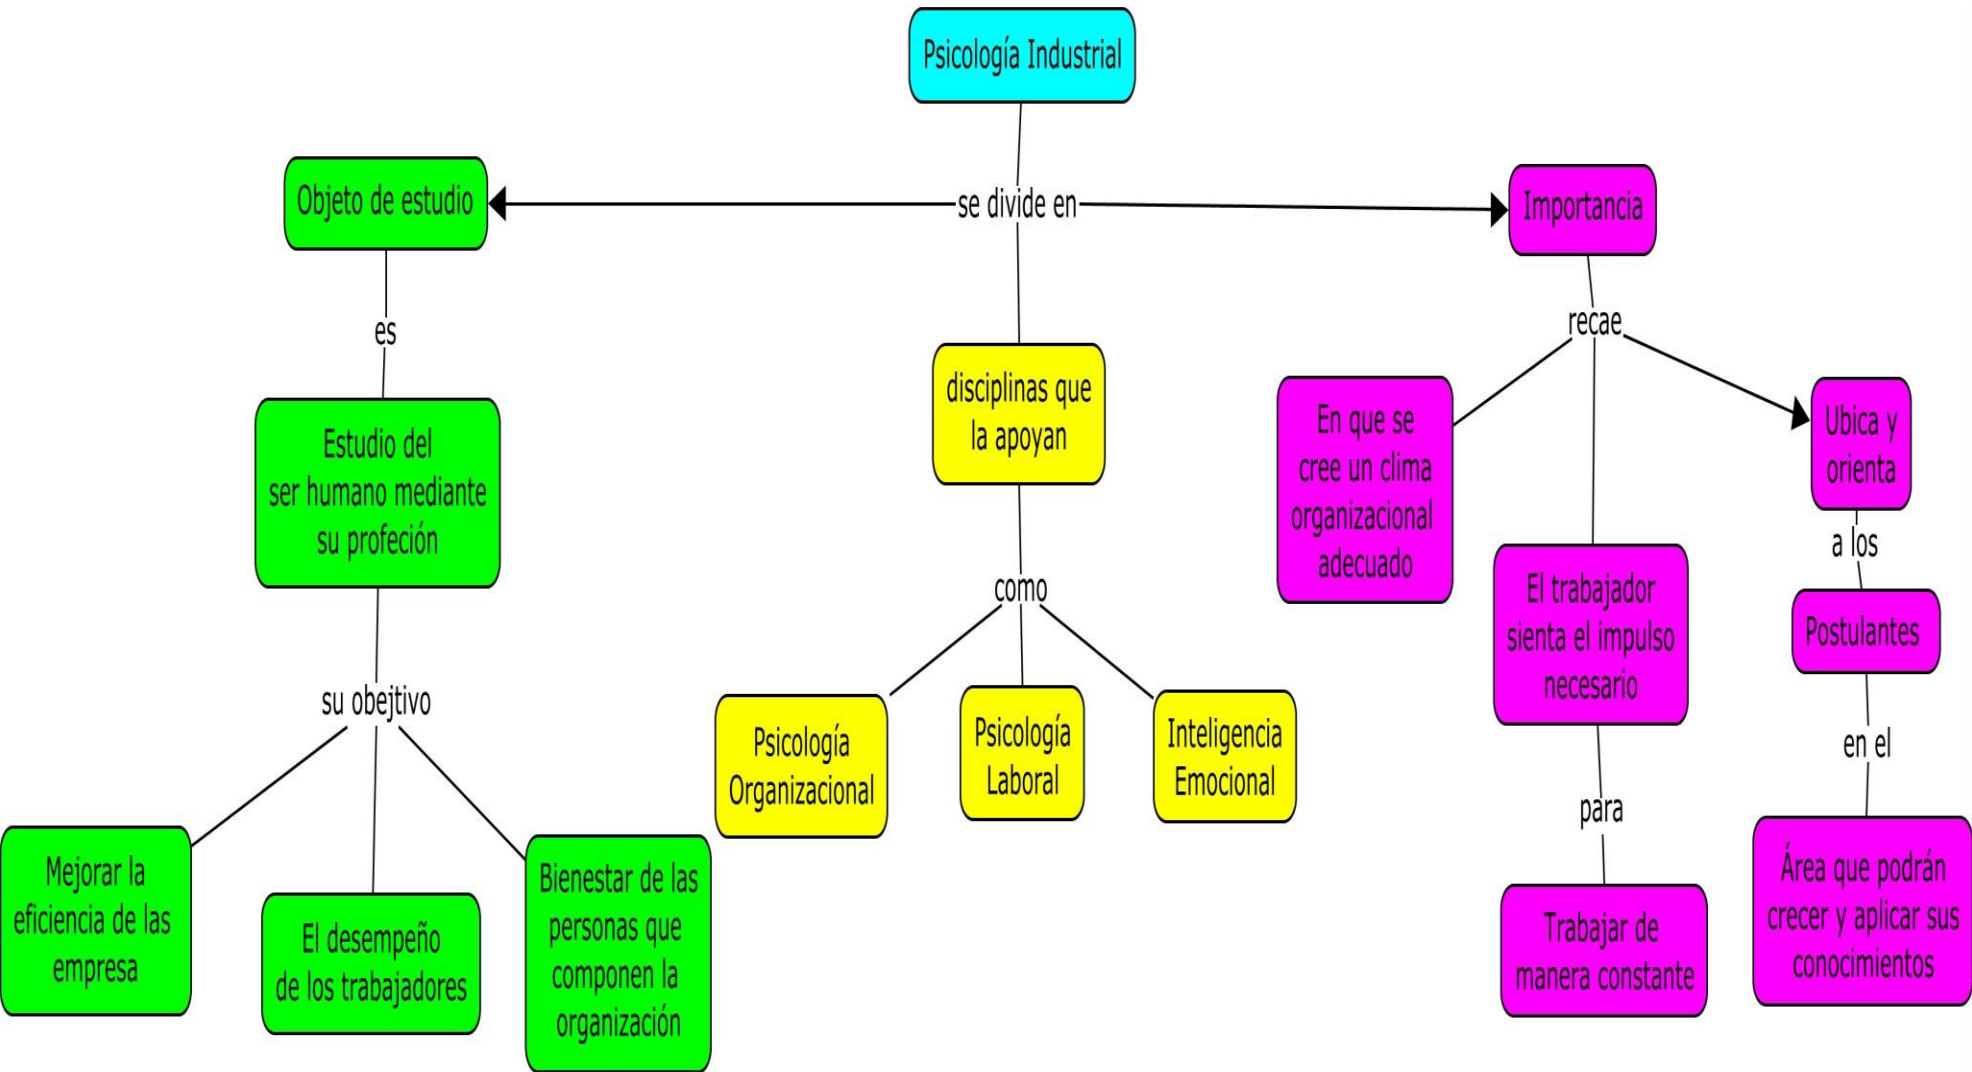 Psicología Industrial
se divide en
Objeto de estudio
es
Estudio del
ser humano mediante
su profeción
su obejtivo
Mejorar la
eficiencia de las
empresa
El desempeño
de los trabajadores
Bienestar de las
personas que
componen la
organización
disciplinas que
la apoyan
como
Psicología
Organizacional
Psicología
Laboral
Inteligencia
Emocional
Importancia
recae
En que se
cree un clima
organizacional
adecuado
El trabajador
sienta el impulso
necesario
para
Trabajar de
manera constante
Ubica y
orienta
a los
Postulantes
en el
Área que podrán
crecer y aplicar sus
conocimientos